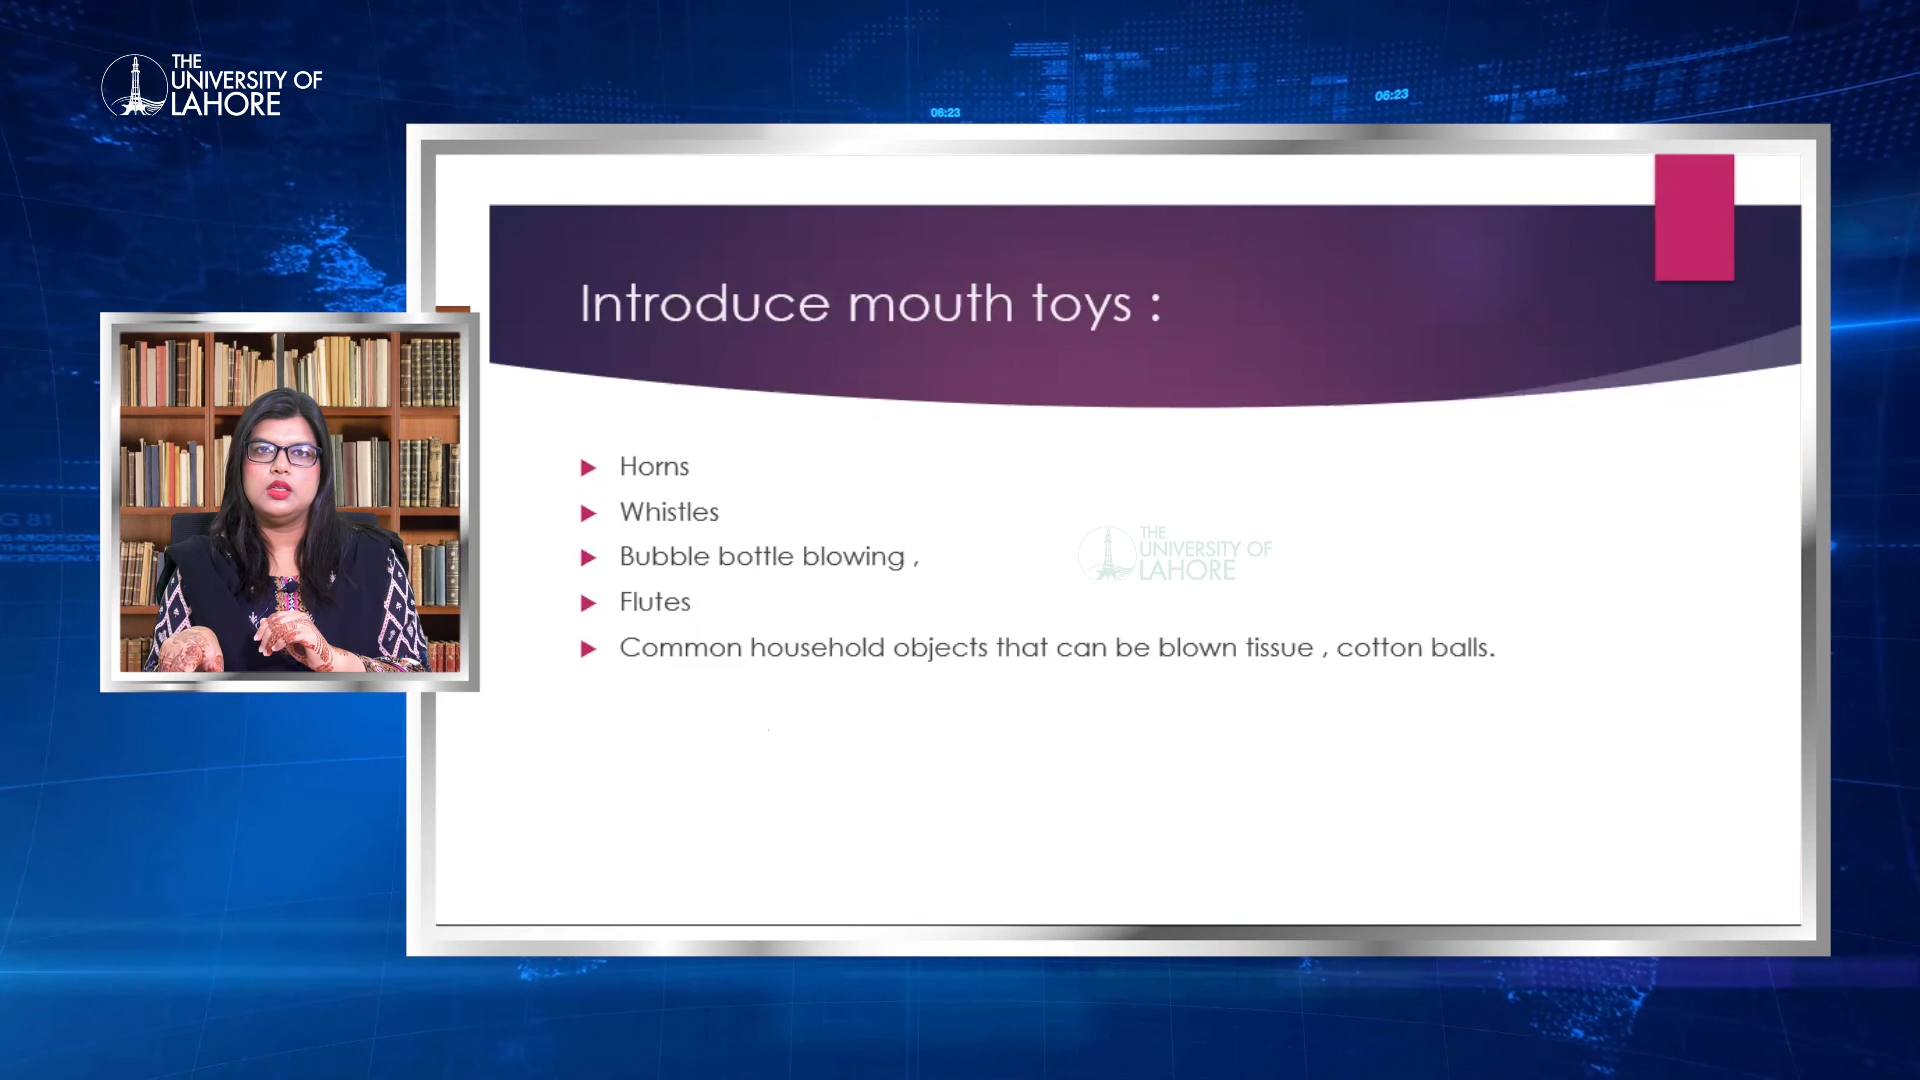 THE
UNIVERSITY OF
LAHORE
06:23
06:23
Introduce mouth toys :
Horns
Whistles
Bubble bottle blowing ,
THE
UNIVERSITY OF
LAHORE
Flutes
Common household objects that can be blown tissue , cotton balls.